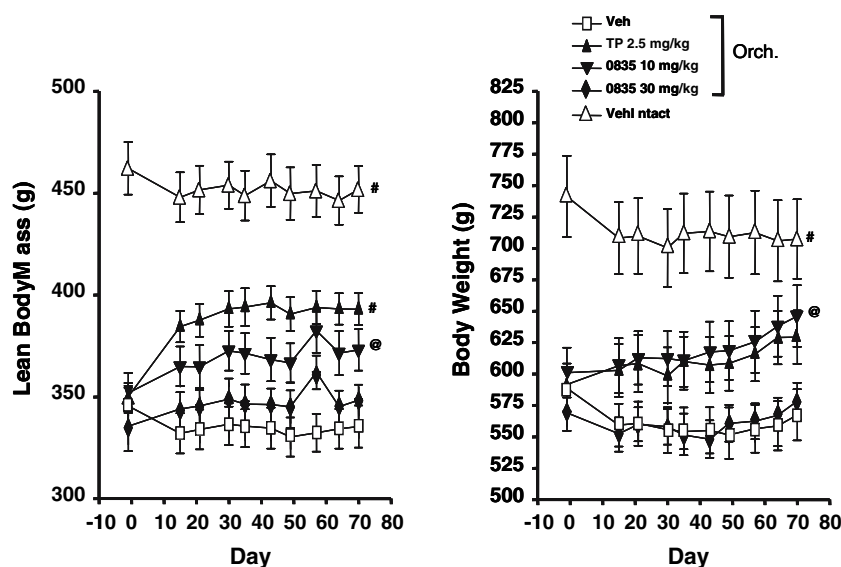 Veh
TP 2.5 mg/kg
0835 10 mg/kg
0835 30 mg/kg
VehI ntact
Orch.
Lean BodyM ass (g)
500
450
400
350
300
#
#
@
-10 0 10 20 30 40 50 60 70 80
Day
Body Weight (g)
825
800
775
750
725
700
675
650
625
600
575
550
525
500
#
@
-10 0 10 20 30 40 50 60 70 80
Day